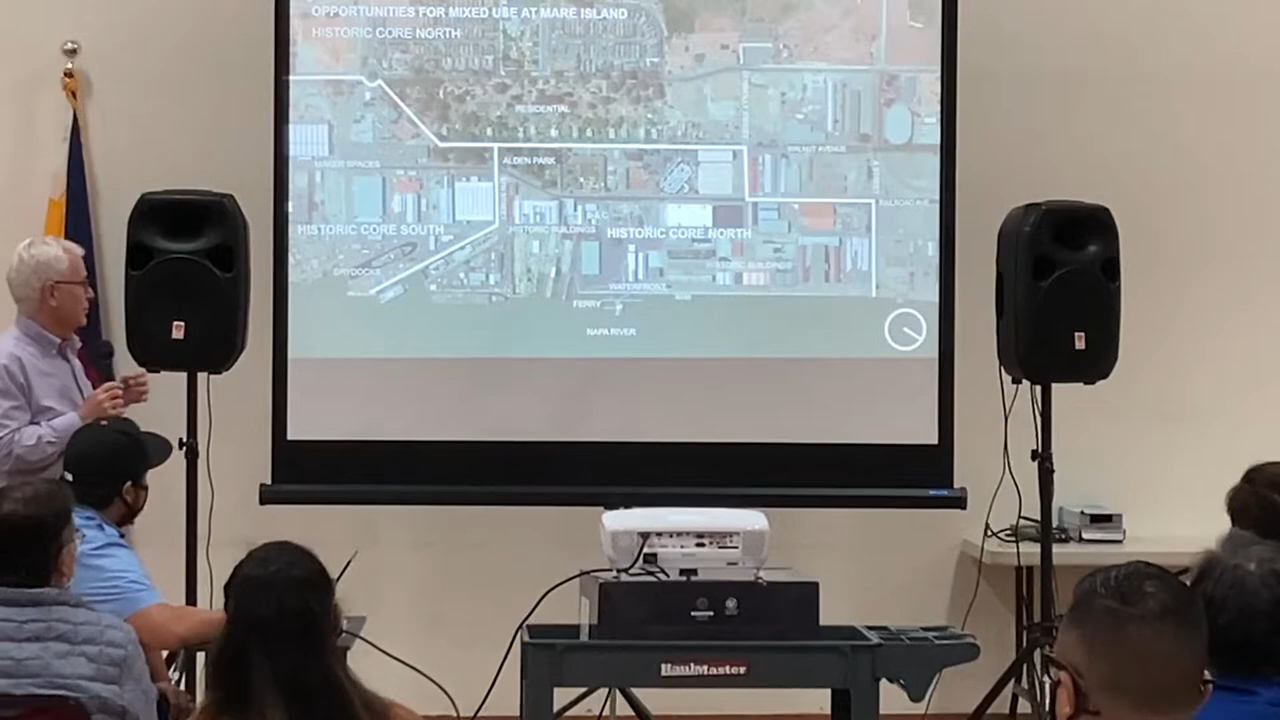 OPPORTUNITIES FOR MIXED USE AT MARE ISLAND
HISTORIC CORE NORTH
RESIDENTIAL
WALNUT AVENUE
MAKER SPACES
ALDEN PARK
RAILROAD AVE
HISTORIC CORE SOUTH
HISTORIC BUILDINGS
HISTORIC CORE NORTH
HISTORIC BUILDINGS
DRYDOCKS
WATERFRONT
FERRY
NAPA RIVER
HaulMaster